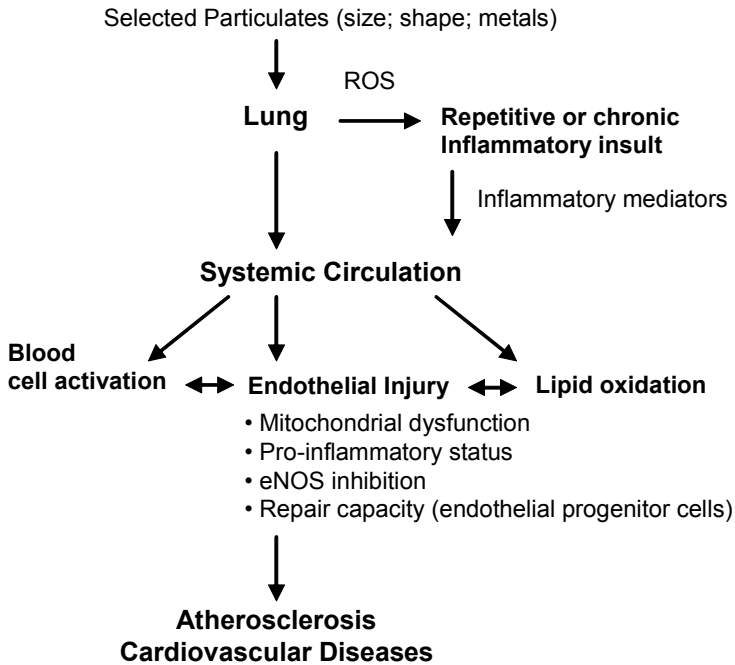 Selected Particulates (size; shape; metals)
ROS
Lung
Repetitive or chronic
Inflammatory insult
Inflammatory mediators
Systemic Circulation
Blood
cell activation
Endothelial Injury
Lipid oxidation
• Mitochondrial dysfunction
• Pro-inflammatory status
• eNOS inhibition
• Repair capacity (endothelial progenitor cells)
Atherosclerosis
Cardiovascular Diseases